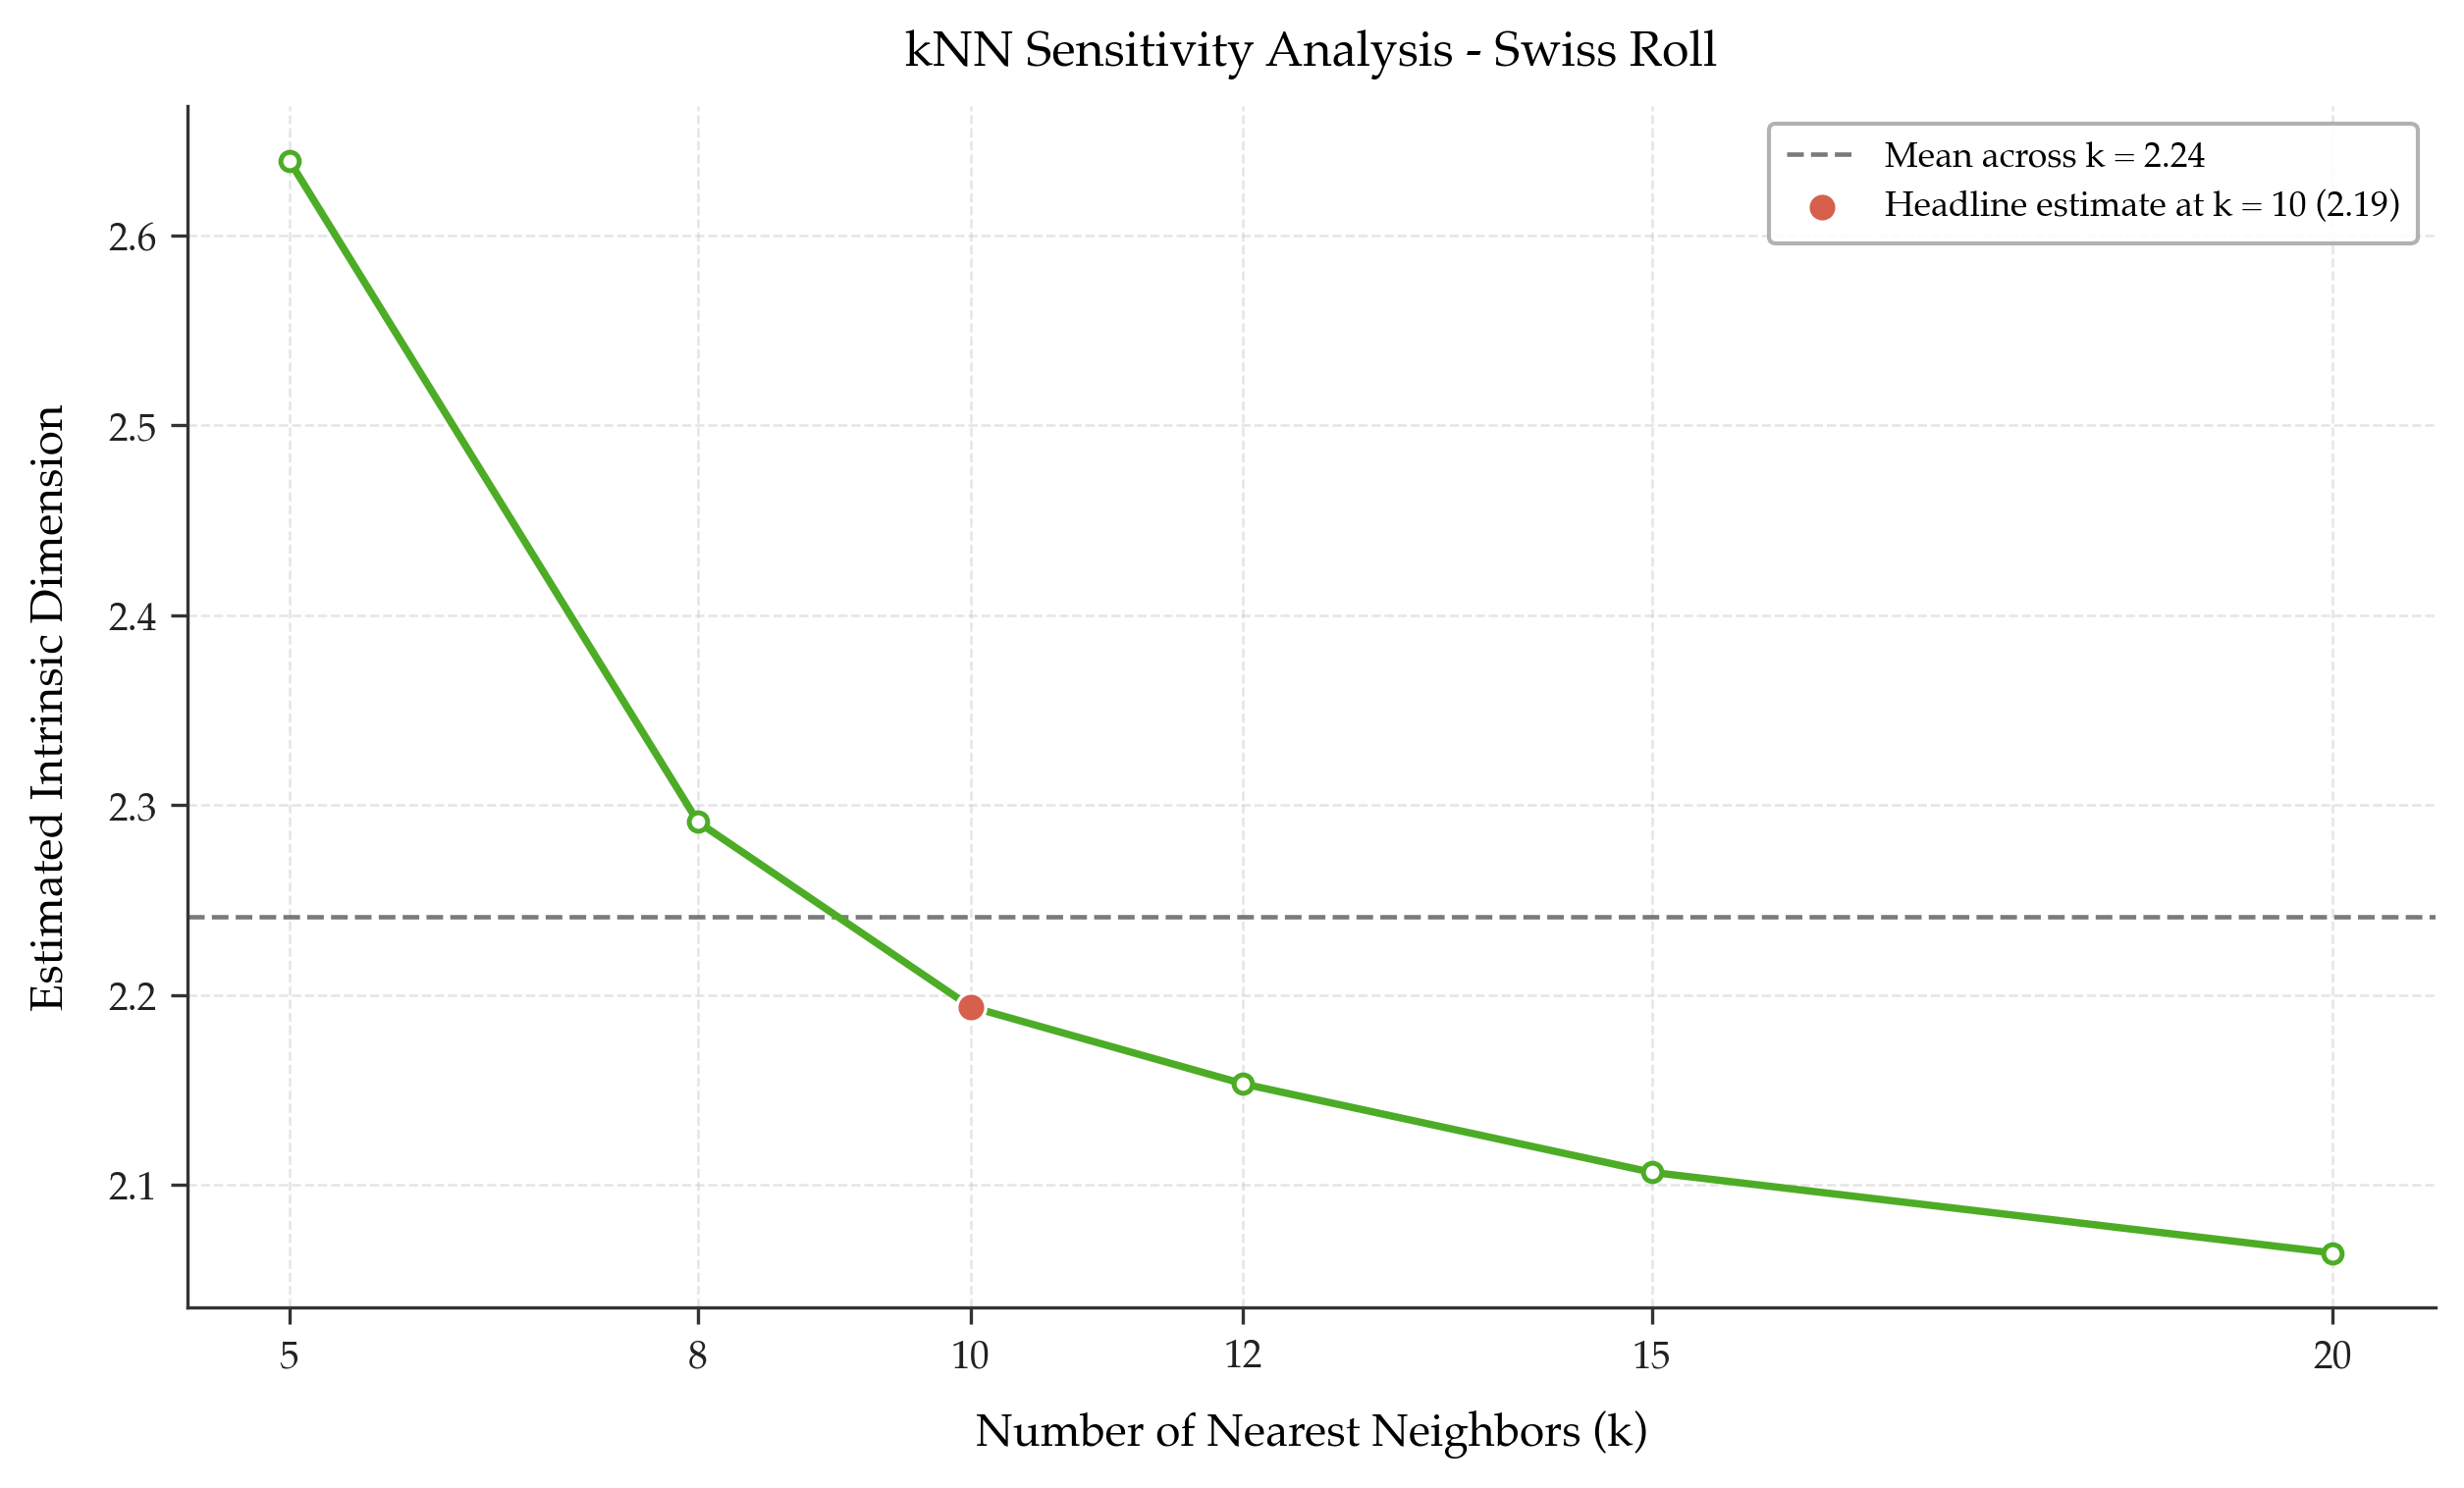 kNN Sensitivity Analysis - Swiss Roll
Mean across k = 2.24
Headline estimate at k = 10 (2.19)
Estimated Intrinsic Dimension
2.6
2.5
2.4
2.3
2.2
2.1
5
8
10
12
15
20
Number of Nearest Neighbors (k)